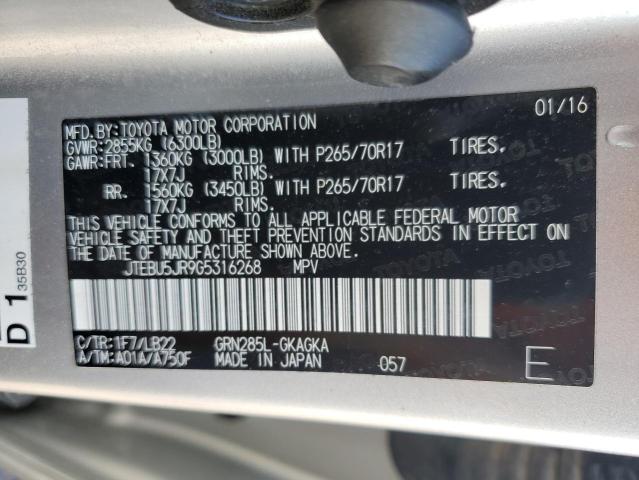 01/16
MFD.BY:TOYOTA MOTOR CORPORATION
GVWR:2855KG (6300LB)
GAWR:FRT. 1360KG (3000LB) WITH P265/70R17 TIRES.
17X7J RIMS.
RR. 1560KG (3450LB) WITH P265/70R17 TIRES.
17X7J RIMS.
THIS VEHICLE CONFORMS TO ALL APPLICABLE FEDERAL MOTOR
VEHICLE SAFETY AND THEFT PREVENTION STANDARDS IN EFFECT ON
THE DATE OF MANUFACTURE SHOWN ABOVE.
JTEBU5JR9G5316268 MPV
C/TR:1F7/LB22 GRN285L-GKAGKA
A/TM:A01A/A750F MADE IN JAPAN 057 E
D 1 35B30